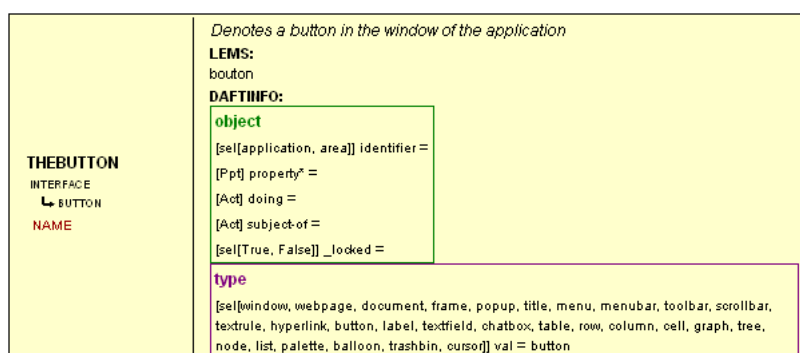 THEBUTTON
INTERFACE
BUTTON
NAME
Denotes a button in the window of the application
LEMS:
bouton
DAFTINFO:
object
[sel[application, area]] identifier =
[Ppt] property* =
[Act] doing =
[Act] subject-of =
[sel[True, False]] _locked =
type
[sel[window, webpage, document, frame, popup, title, menu, menubar, toolbar, scrollbar,
textrule, hyperlink, button, label, textfield, chatbox, table, row, column, cell, graph, tree,
node, list, palette, balloon, trashbin, cursor]] val = button